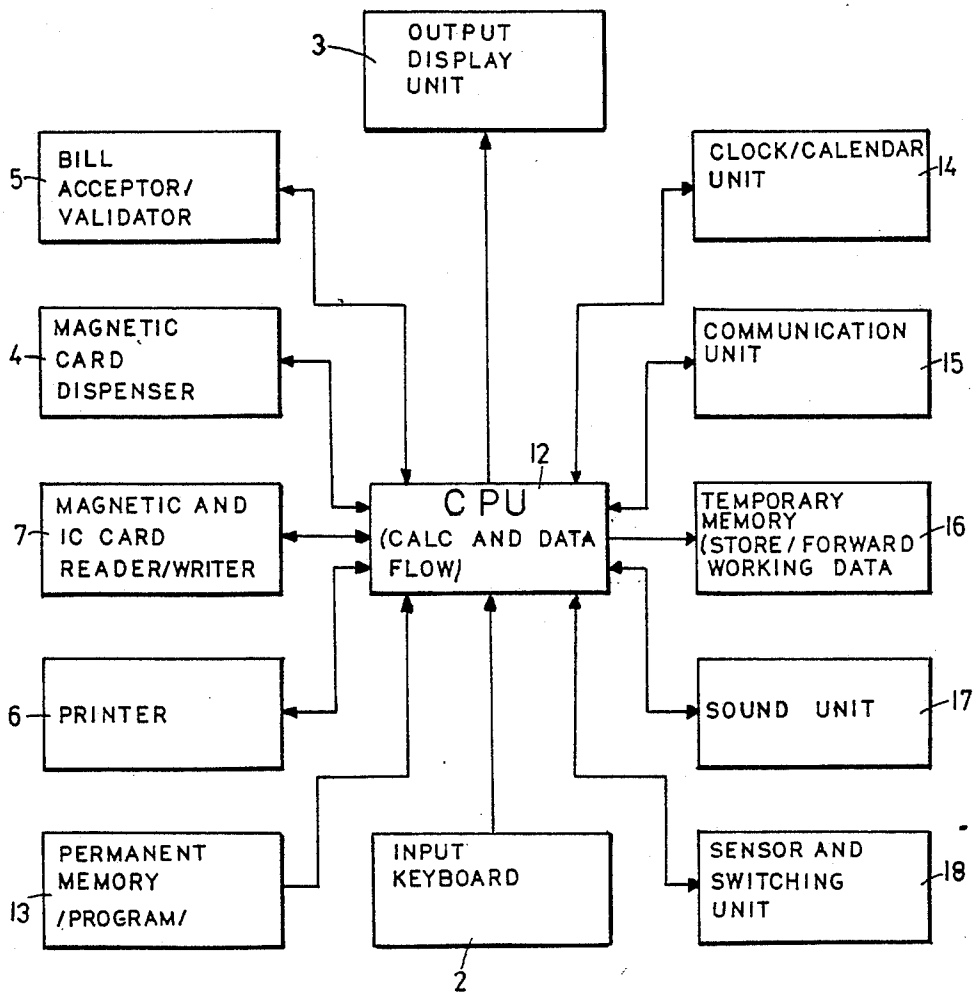 3
OUTPUT
DISPLAY
UNIT
5
BILL
ACCEPTOR/
VALIDATOR
CLOCK/CALENDAR
UNIT
14
4
MAGNETIC
CARD
DISPENSER
COMMUNICATION
UNIT
15
7
MAGNETIC AND
IC CARD
READER/WRITER
12
CPU
(CALC AND DATA
FLOW/
TEMPORARY
MEMORY
(STORE/FORWARD
WORKING DATA
16
6
PRINTER
SOUND UNIT
17
13
PERMANENT
MEMORY
/PROGRAM/
INPUT
KEYBOARD
2
SENSOR AND
SWITCHING
UNIT
18